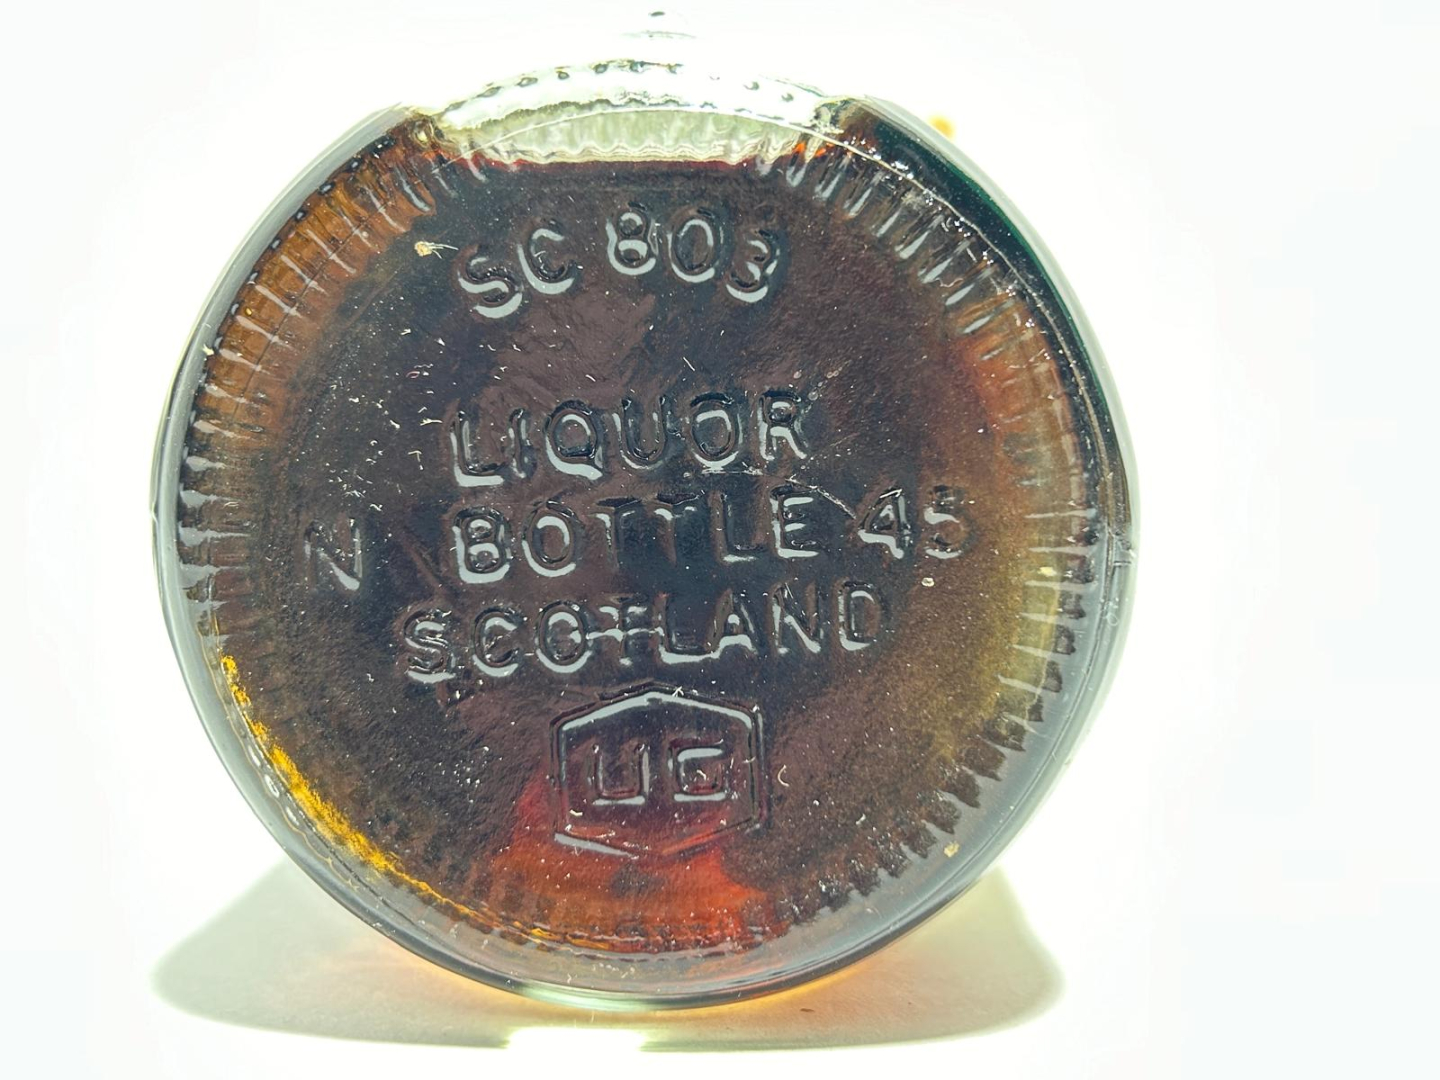 SC 803
LIQUOR
N BOTTLE 45
SCOTLAND
UG